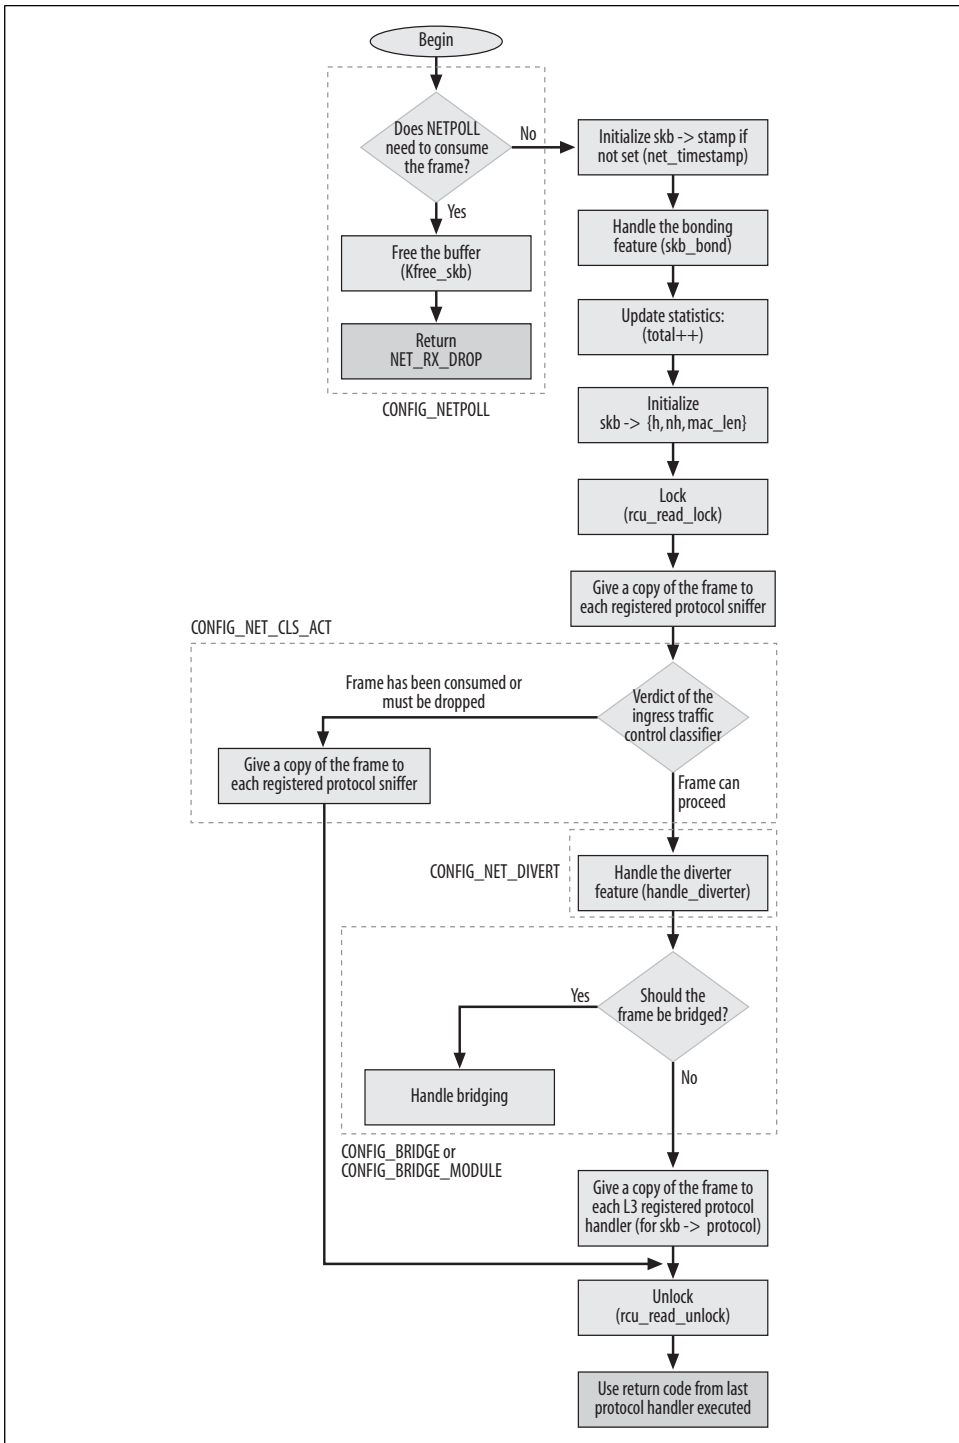 Begin
Does NETPOLL
need to consume
the frame?
No
Yes
Free the buffer
(Kfree_skb)
Return
NET_RX_DROP
CONFIG_NETPOLL
Initialize skb -> stamp if
not set (net_timestamp)
Handle the bonding
feature (skb_bond)
Update statistics:
(total++)
Initialize
skb -> {h, nh, mac_len}
Lock
(rcu_read_lock)
Give a copy of the frame to
each registered protocol sniffer
CONFIG_NET_CLS_ACT
Frame has been consumed or
must be dropped
Verdict of the
ingress traffic
control classifier
Give a copy of the frame to
each registered protocol sniffer
Frame can
proceed
CONFIG_NET_DIVERT
Handle the diverter
feature (handle_diverter)
Yes
Should the
frame be bridged?
No
Handle bridging
CONFIG_BRIDGE or
CONFIG_BRIDGE_MODULE
Give a copy of the frame to
each L3 registered protocol
handler (for skb -> protocol)
Unlock
(rcu_read_unlock)
Use return code from last
protocol handler executed